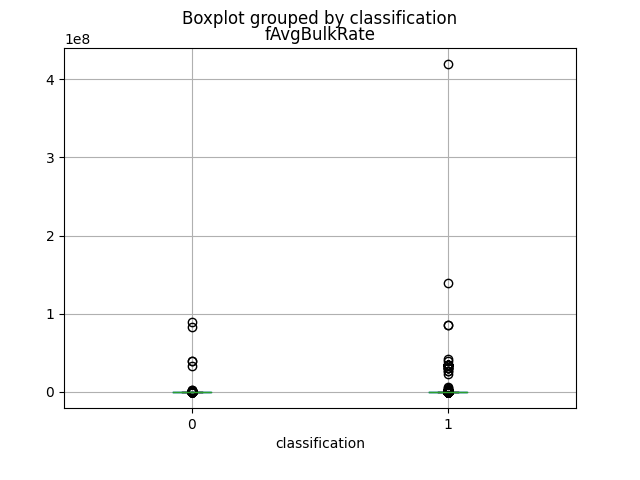 Boxplot grouped by classification
fAvgBulkRate
1e8
4
3
2
1
0
0 1
classification